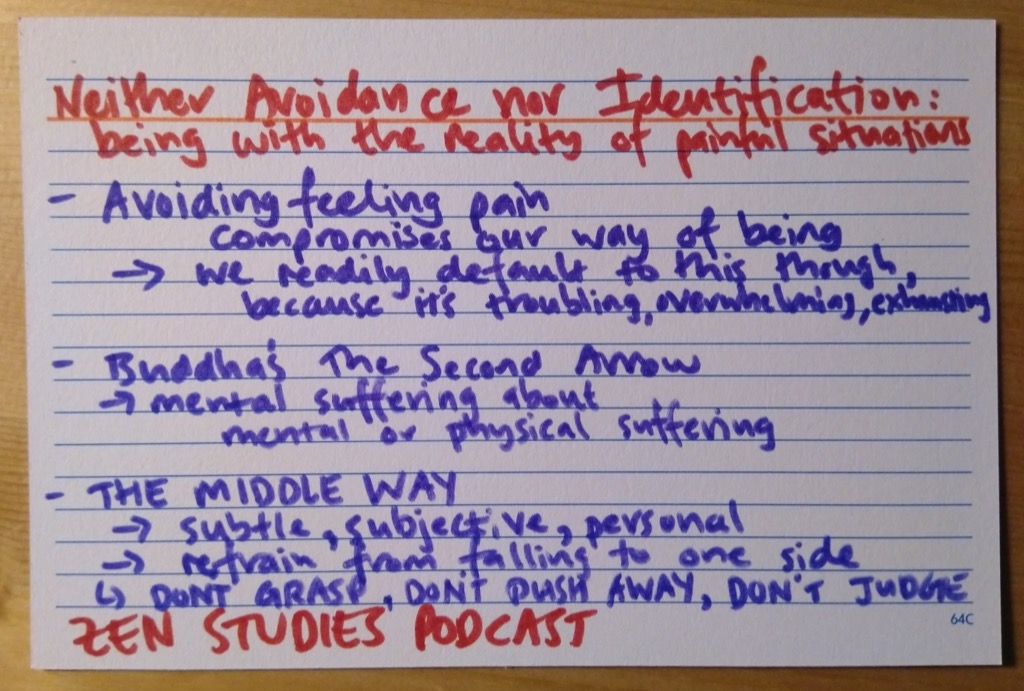 Neither Avoidance nor Identification:
being with the reality of painful situations
- Avoiding feeling pain
compromises our way of being
→ we readily default to this though,
because it's troubling, overwhelming, exhausting
- Buddha's The Second Arrow
→ mental suffering about
mental or physical suffering
- THE MIDDLE WAY
→ subtle, subjective, personal
→ refrain from falling to one side
↳ DONT GRASP, DON'T PUSH AWAY, DON'T JUDGE
ZEN STUDIES PODCAST
64C